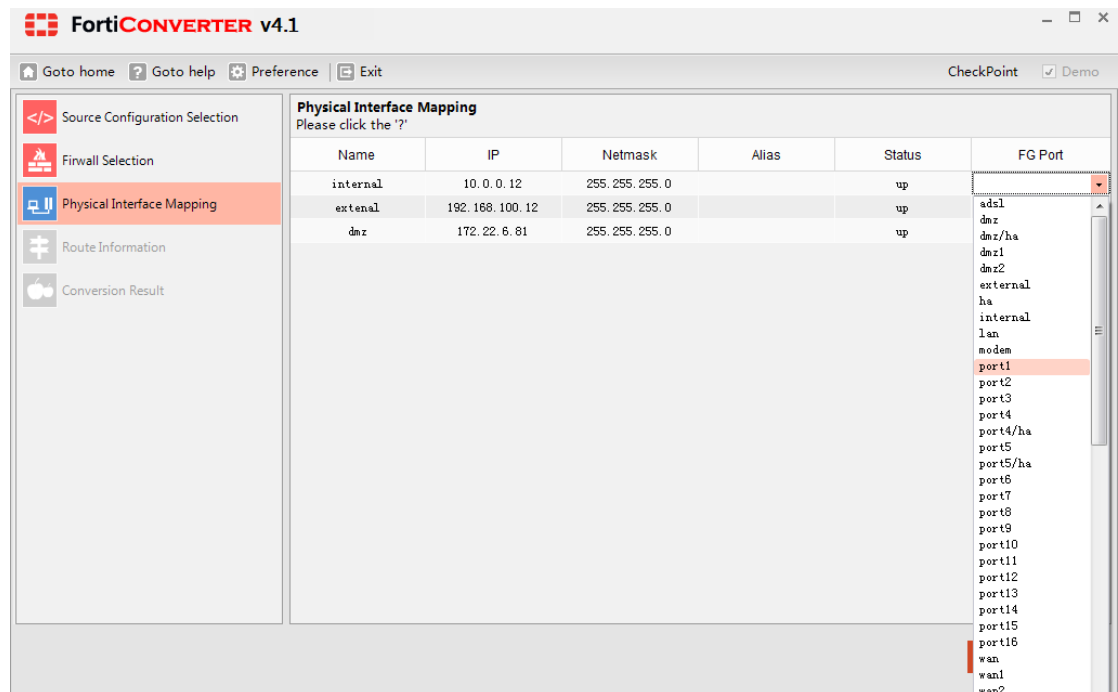 FortiCONVERTER v4.1
Goto home Goto help Preference Exit CheckPoint Demo
Source Configuration Selection
Firwall Selection
Physical Interface Mapping
Route Information
Conversion Result
Physical Interface Mapping
Please click the '?'
Name IP Netmask Alias Status FG Port
internal 10.0.0.12 255.255.255.0 up
extenal 192.168.100.12 255.255.255.0 up
dmz 172.22.6.81 255.255.255.0 up
adsl
dmz
dmz/ha
dmz1
dmz2
external
ha
internal
lan
modem
port1
port2
port3
port4
port4/ha
port5
port5/ha
port6
port7
port8
port9
port10
port11
port12
port13
port14
port15
port16
wan
wan1
wan2